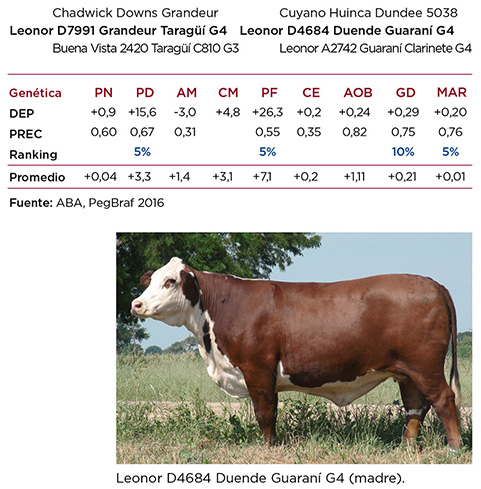 Chadwick Downs Grandeur
Cuyano Huinca Dundee 5038
Leonor D7991 Grandeur Taragüí G4
Leonor D4684 Duende Guaraní G4
Buena Vista 2420 Taragüí C810 G3
Leonor A2742 Guaraní Clarinete G4
Genética PN PD AM CM PF CE AOB GD MAR
DEP +0,9 +15,6 -3,0 +4,8 +26,3 +0,2 +0,24 +0,29 +0,20
PREC 0,60 0,67 0,31 0,55 0,35 0,82 0,75 0,76
Ranking 5% 5% 10% 5%
Promedio +0,04 +3,3 +1,4 +3,1 +7,1 +0,2 +1,11 +0,21 +0,01
Fuente: ABA, PegBraf 2016
Leonor D4684 Duende Guaraní G4 (madre).